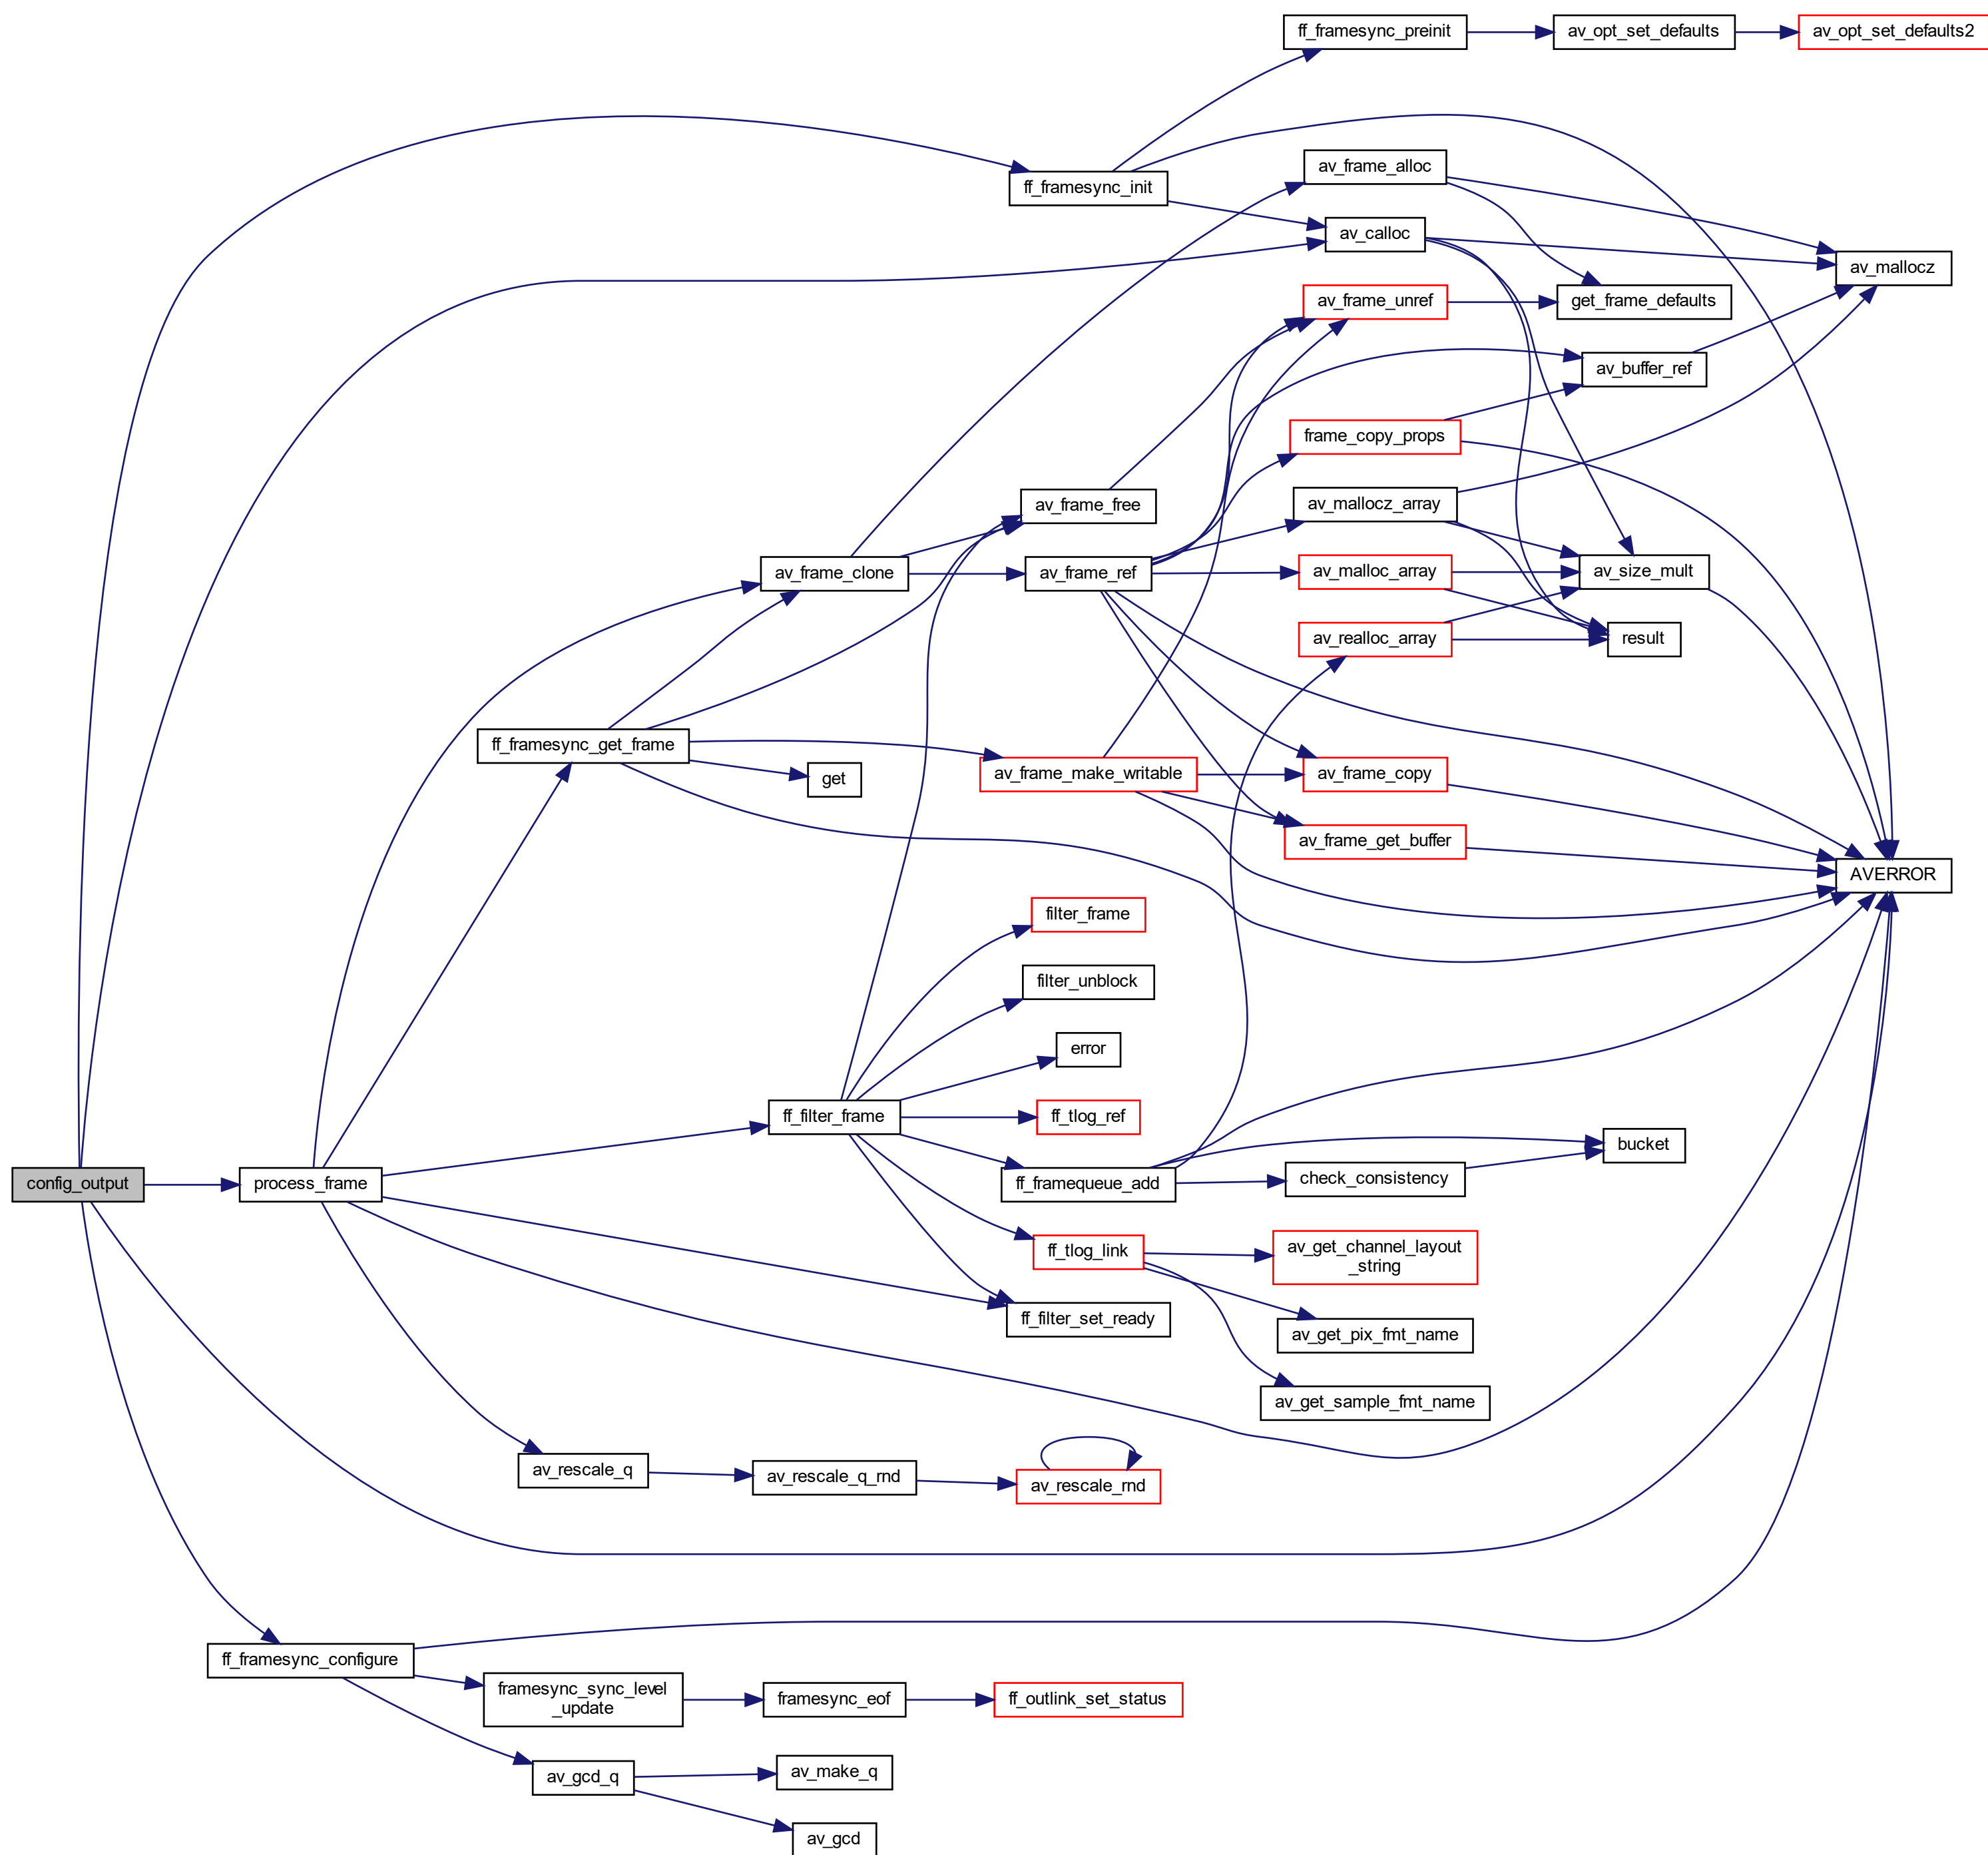 ff_framesync_preinit
av_opt_set_defaults
av_opt_set_defaults2
av_frame_alloc
ff_framesync_init
av_calloc
av_mallocz
av_frame_unref
get_frame_defaults
av_buffer_ref
frame_copy_props
av_frame_free
av_mallocz_array
av_frame_clone
av_frame_ref
av_malloc_array
av_size_mult
av_realloc_array
result
ff_framesync_get_frame
get
av_frame_make_writable
av_frame_copy
av_frame_get_buffer
AVERROR
filter_frame
filter_unblock
error
ff_filter_frame
ff_tlog_ref
bucket
config_output
process_frame
ff_framequeue_add
check_consistency
ff_tlog_link
av_get_channel_layout
_string
ff_filter_set_ready
av_get_pix_fmt_name
av_get_sample_fmt_name
av_rescale_q
av_rescale_q_rnd
av_rescale_rnd
ff_framesync_configure
framesync_sync_level
_update
framesync_eof
ff_outlink_set_status
av_gcd_q
av_make_q
av_gcd